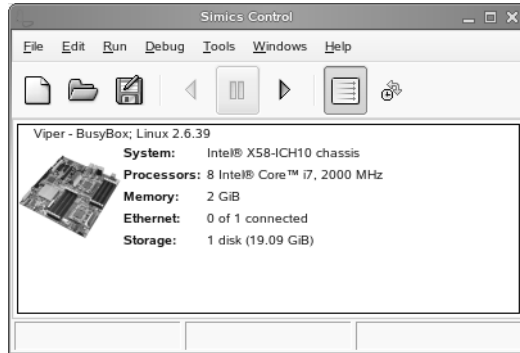 Simics Control
File Edit Run Debug Tools Windows Help
Viper - BusyBox; Linux 2.6.39
System: Intel® X58-ICH10 chassis
Processors: 8 Intel® Core™ i7, 2000 MHz
Memory: 2 GiB
Ethernet: 0 of 1 connected
Storage: 1 disk (19.09 GiB)